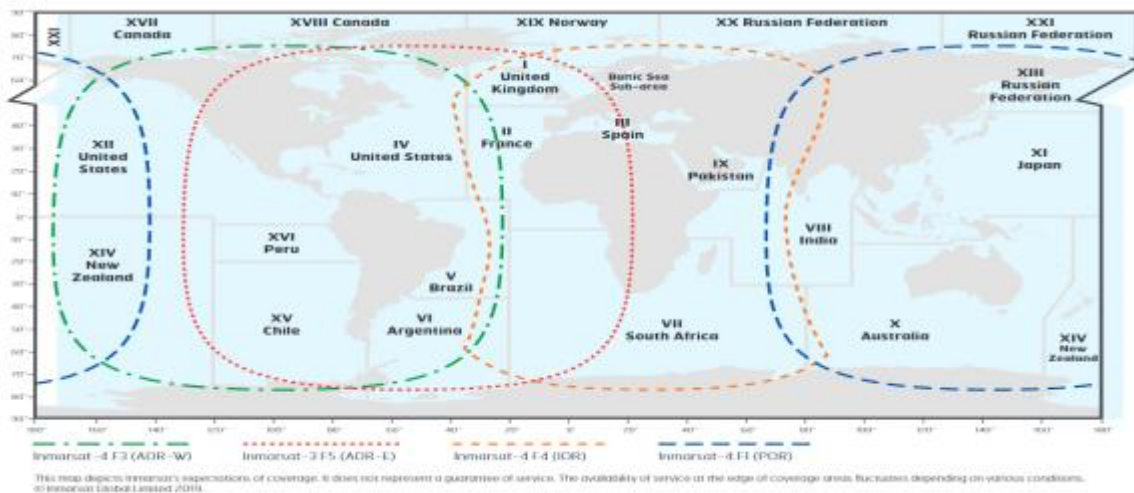 XXI
XVII
Canada
XVIII Canada
XIX Norway
XX Russian Federation
XXI
Russian Federation
I
United
Kingdom
Sub-area
XIII
Russian
Federation
XII
United
States
IV
United States
II
France
III
Spain
IX
Pakistan
XI
Japan
XIV
New
Zealand
XVI
Peru
VIII
India
V
Brazil
XV
Chile
VI
Argentina
VII
South Africa
X
Australia
XIV
New
Zealand
Inmarsat-4 F3 (AOR-W)
Inmarsat-3 F5 (AOR-E)
Inmarsat-4 F4 (IOR)
Inmarsat-4 F1 (POR)
This map depicts Inmarsat's expectations of coverage. It does not represent a guarantee of service. The availability of service at the edge of coverage areas fluctuates depending on various conditions.
© Inmarsat Global Limited 2019.